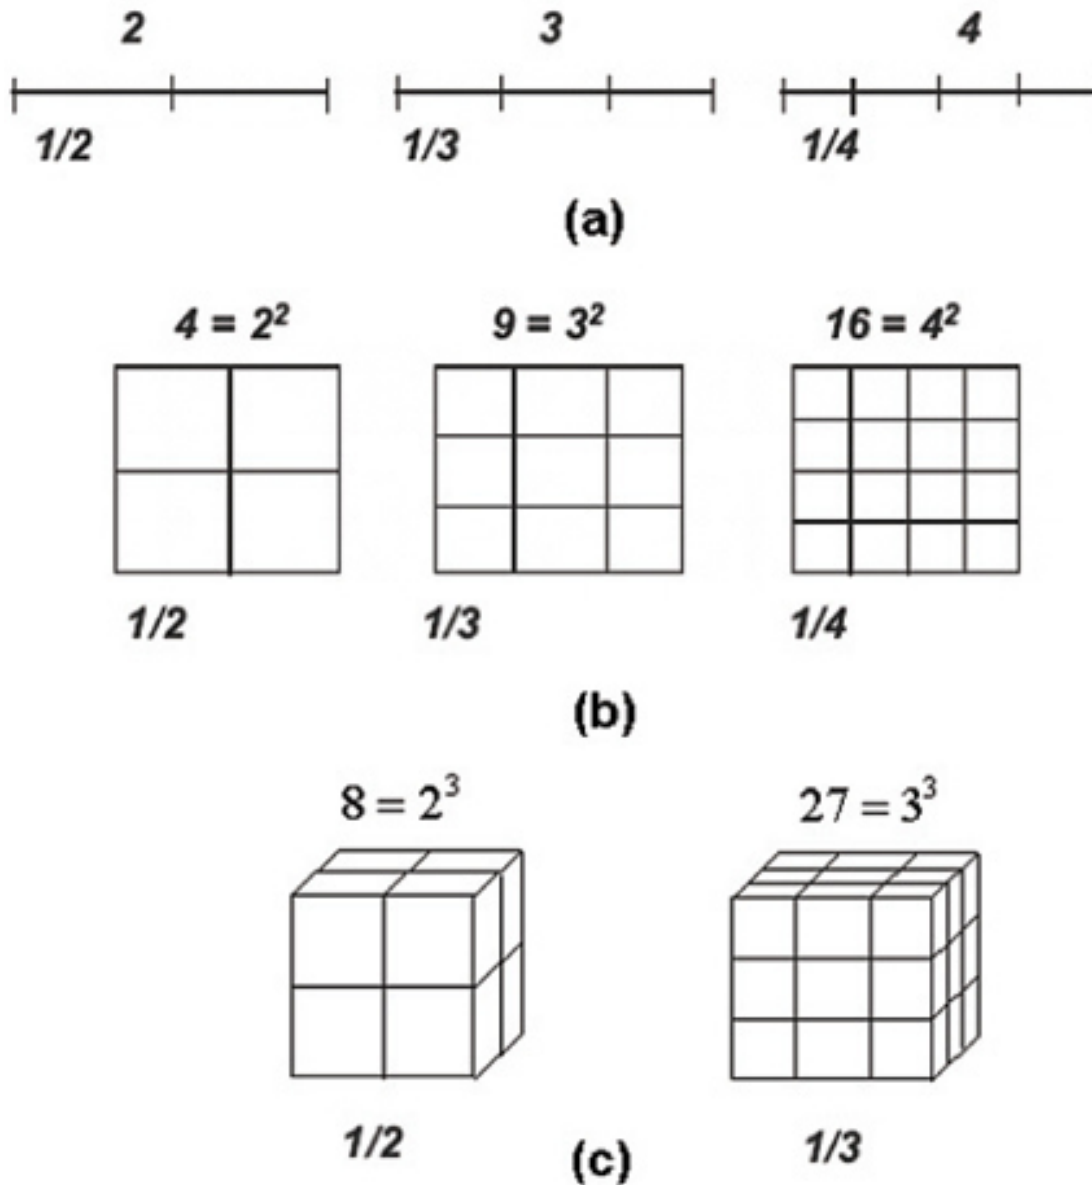 2 3 4
1/2 1/3 1/4
(a)
4 = 2² 9 = 3² 16 = 4²
1/2 1/3 1/4
(b)
8 = 2³ 27 = 3³
1/2 1/3
(c)